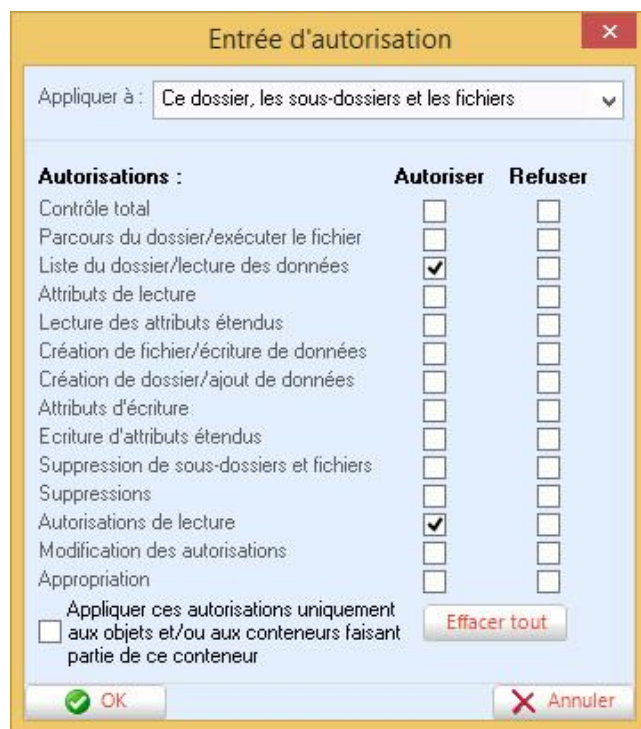 Entrée d'autorisation
Appliquer à : Ce dossier, les sous-dossiers et les fichiers
Autorisations : Autoriser Refuser
Contrôle total
Parcours du dossier/exécuter le fichier
Liste du dossier/lecture des données
Attributs de lecture
Lecture des attributs étendus
Création de fichier/écriture de données
Création de dossier/ajout de données
Attributs d'écriture
Ecriture d'attributs étendus
Suppression de sous-dossiers et fichiers
Suppressions
Autorisations de lecture
Modification des autorisations
Appropriation
Appliquer ces autorisations uniquement
aux objets et/ou aux conteneurs faisant
partie de ce conteneur
Effacer tout
OK Annuler